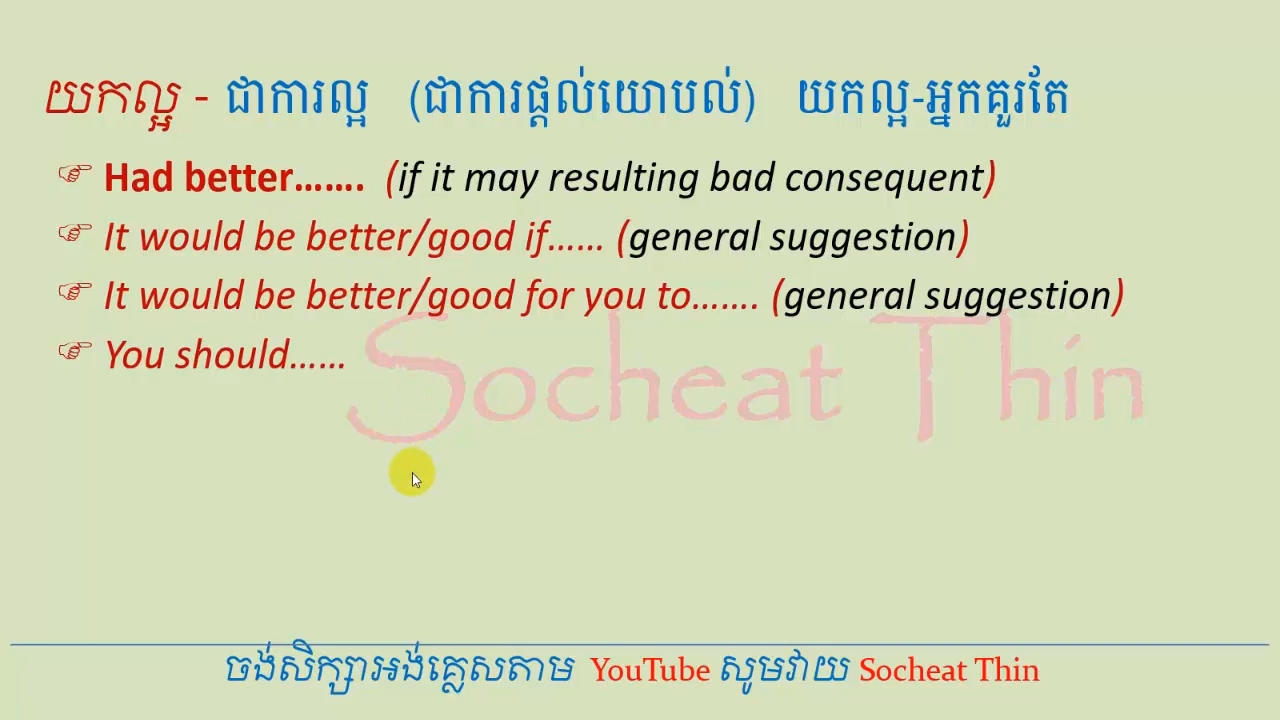 យកល្អ - ជាការល្អ (ជាការផ្តល់យោបល់) យកល្អ-អ្នកគួរតែ
☞ Had better……. (if it may resulting bad consequent)
☞ It would be better/good if…… (general suggestion)
☞ It would be better/good for you to……. (general suggestion)
☞ You should……
Socheat Thin
ចង់សិក្សាអង់គ្លេសតាម YouTube សូមវាយ Socheat Thin